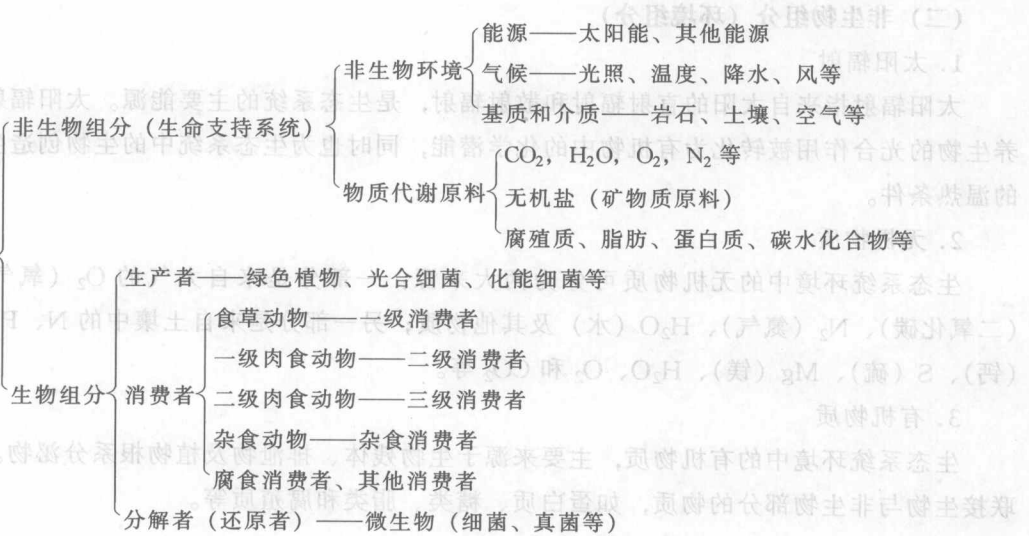 能源——太阳能、其他能源
非生物环境 气候——光照、温度、降水、风等
基质和介质——岩石、土壤、空气等
非生物组分（生命支持系统）
CO₂，H₂O，O₂，N₂ 等
物质代谢原料 无机盐（矿物质原料）
腐殖质、脂肪、蛋白质、碳水化合物等
生产者——绿色植物、光合细菌、化能细菌等
食草动物——一级消费者
一级肉食动物——二级消费者
生物组分 消费者 二级肉食动物——三级消费者
杂食动物——杂食消费者
腐食消费者、其他消费者
分解者（还原者）——微生物（细菌、真菌等）